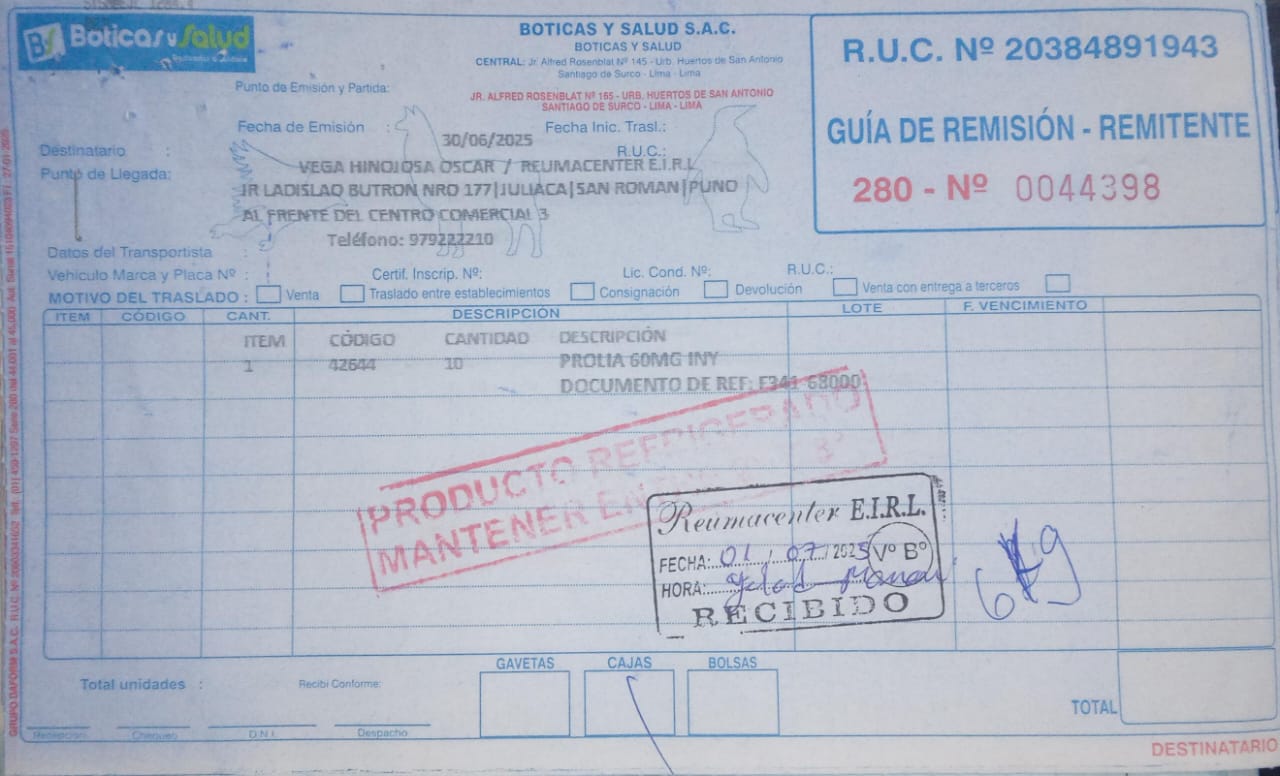 Boticas y Salud
BOTICAS Y SALUD S.A.C.
BOTICAS Y SALUD
CENTRAL: Jr. Alfred Rosenblat Nº 145 - Urb. Huertos de San Antonio
Santiago de Surco - Lima - Lima
JR. ALFRED ROSENBLAT Nº 165 - URB. HUERTOS DE SAN ANTONIO
SANTIAGO DE SURCO - LIMA - LIMA
R.U.C. Nº 20384891943
GUÍA DE REMISIÓN - REMITENTE
280 - Nº 0044398
Punto de Emisión y Partida:
Fecha de Emisión : 30/06/2025 Fecha Inic. Trasl.:
Destinatario : VEGA HINOJOSA OSCAR / REUMACENTER E.I.R.L R.U.C.:
Punto de Llegada: JR LADISLAO BUTRON NRO 177|JULIACA|SAN ROMAN|PUNO
AL FRENTE DEL CENTRO COMERCIAL 3
Teléfono: 979222210
Datos del Transportista :
Vehículo Marca y Placa Nº : Certif. Inscrip. Nº: Lic. Cond. Nº: R.U.C.:
MOTIVO DEL TRASLADO : Venta Traslado entre establecimientos Consignación Devolución Venta con entrega a terceros
ITEM CÓDIGO CANT. DESCRIPCIÓN LOTE F. VENCIMIENTO
ITEM CÓDIGO CANTIDAD DESCRIPCIÓN
1 42644 10 PROLIA 60MG INY
DOCUMENTO DE REF: F341-68000
PRODUCTO REFRIGERADO
MANTENER
Reumacenter E.I.R.L.
FECHA: 01 / 07 / 2025 Vº Bº
HORA:
RECIBIDO
GAVETAS CAJAS BOLSAS
Total unidades : Recibí Conforme:
TOTAL
Recepción Chequeo D.N.I. Despacho
DESTINATARIO